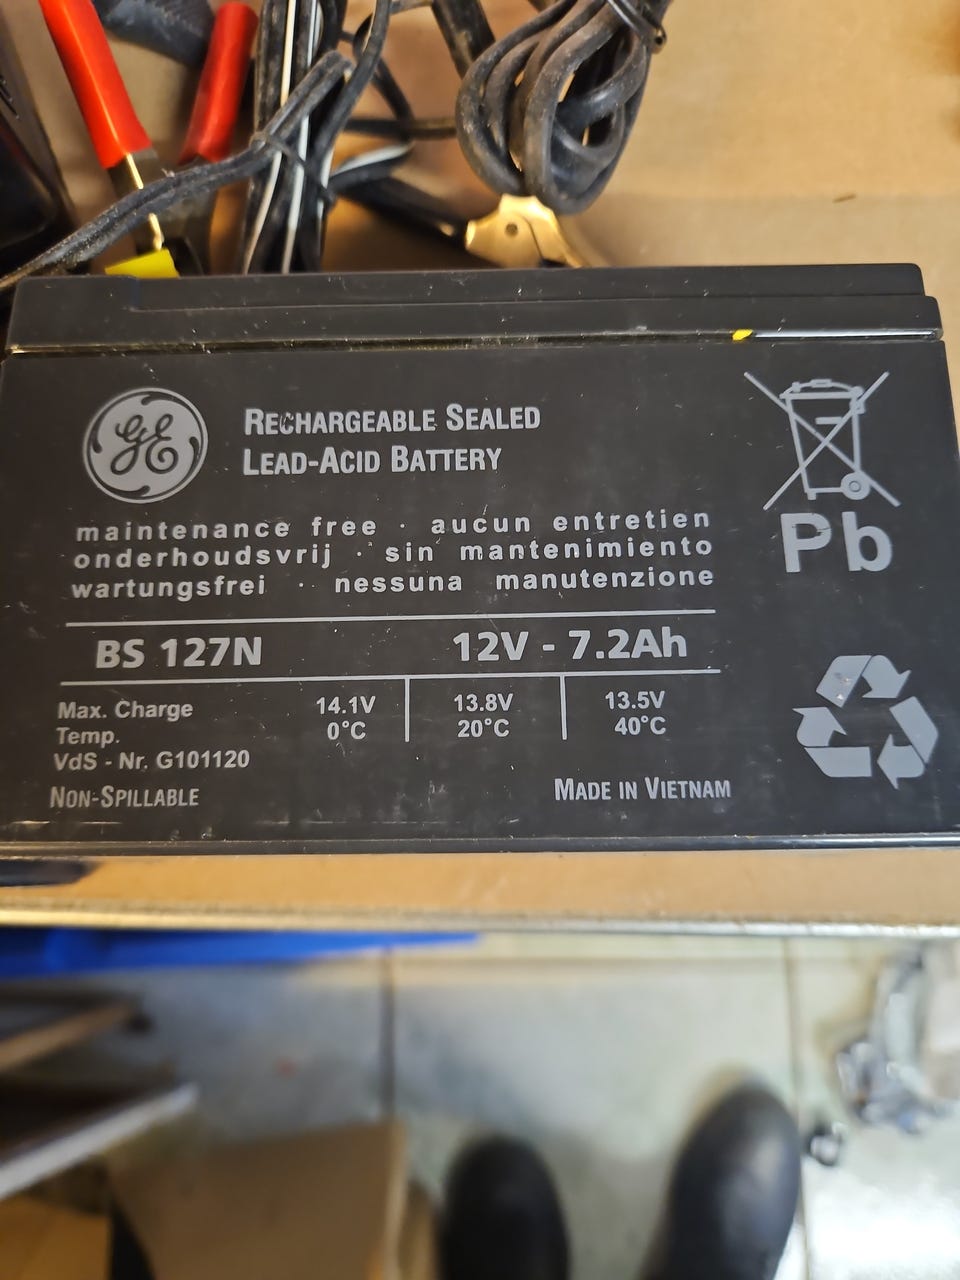 GE
RECHARGEABLE SEALED
LEAD-ACID BATTERY
maintenance free · aucun entretien
onderhoudsvrij · sin mantenimiento
wartungsfrei · nessuna manutenzione
Pb
BS 127N 12V - 7.2Ah
Max. Charge 14.1V 13.8V 13.5V
Temp. 0°C 20°C 40°C
VdS - Nr. G101120
NON-SPILLABLE MADE IN VIETNAM